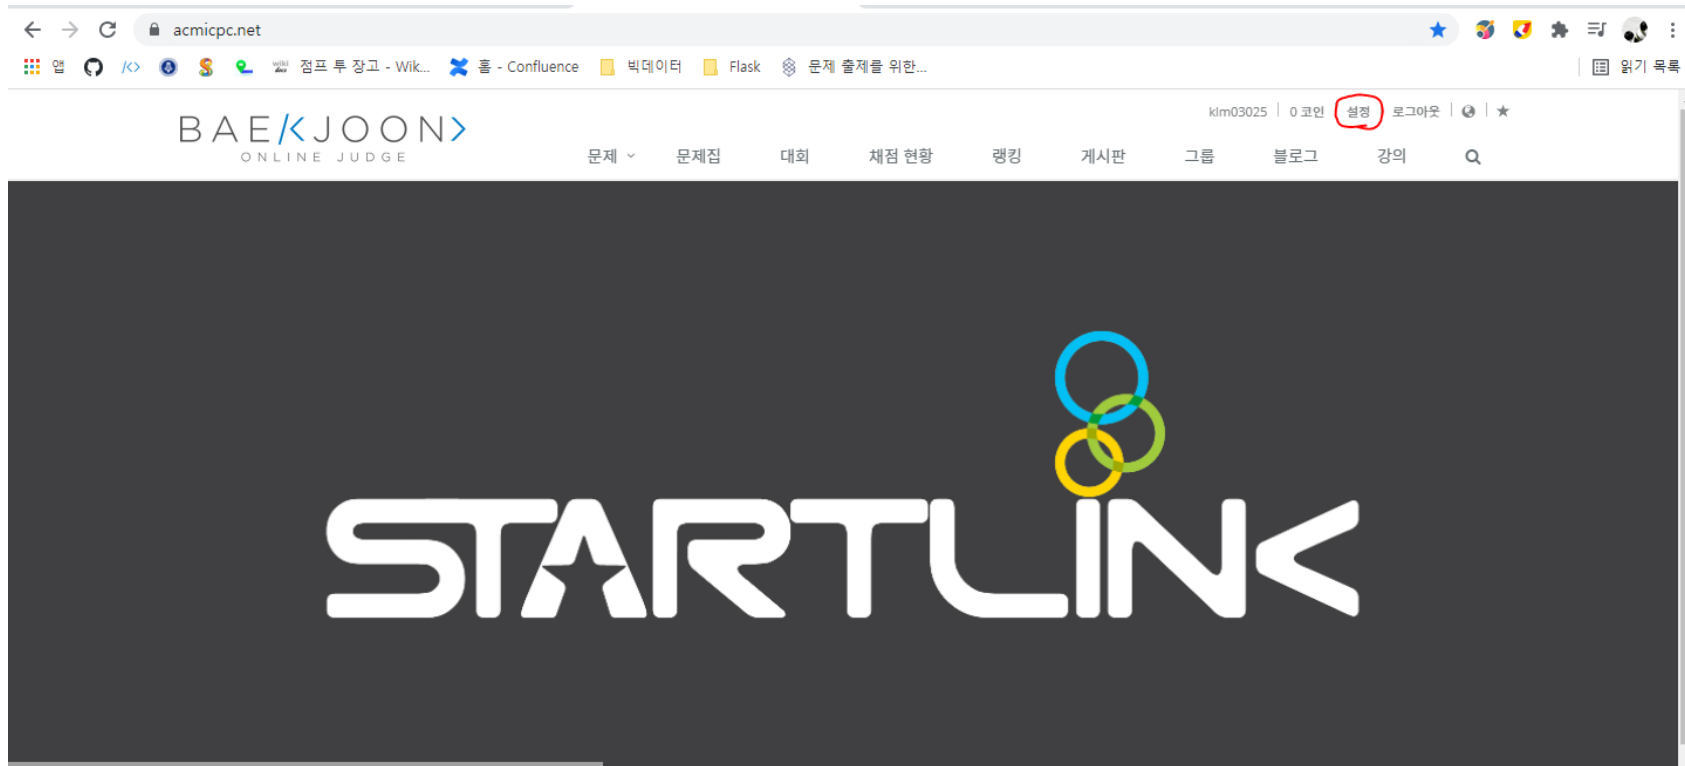 acmicpc.net
앱 점프 투 장고 - Wik... 홈 - Confluence 빅데이터 Flask 문제 출제를 위한... 읽기 목록
klm03025 0 코인 설정 로그아웃
BAEKJOON>
ONLINE JUDGE
문제 문제집 대회 채점 현황 랭킹 게시판 그룹 블로그 강의
STARTLINK